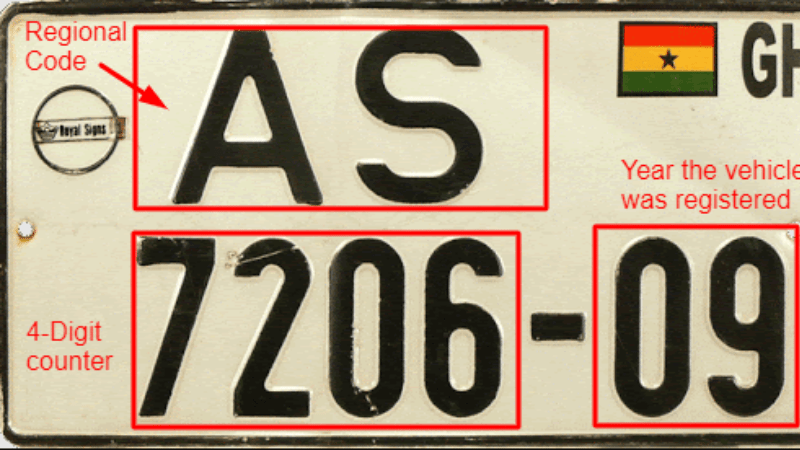 Regional
Code
AS
GH
Royal Signs
Year the vehicle
was registered
7206-09
4-Digit
counter